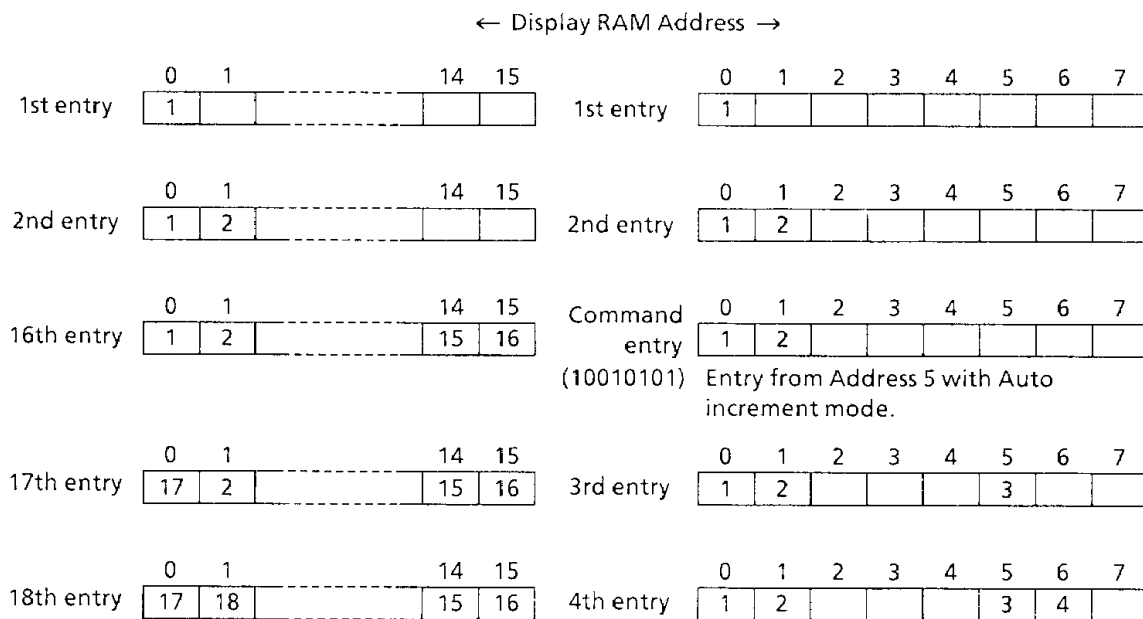 ← Display RAM Address →
0 1 14 15
1st entry 1
0 1 14 15
2nd entry 1 2
0 1 14 15
16th entry 1 2 15 16
0 1 14 15
17th entry 17 2 15 16
0 1 14 15
18th entry 17 18 15 16
0 1 2 3 4 5 6 7
1st entry 1
0 1 2 3 4 5 6 7
2nd entry 1 2
0 1 2 3 4 5 6 7
Command
entry 1 2
(10010101) Entry from Address 5 with Auto
increment mode.
0 1 2 3 4 5 6 7
3rd entry 1 2 3
0 1 2 3 4 5 6 7
4th entry 1 2 3 4